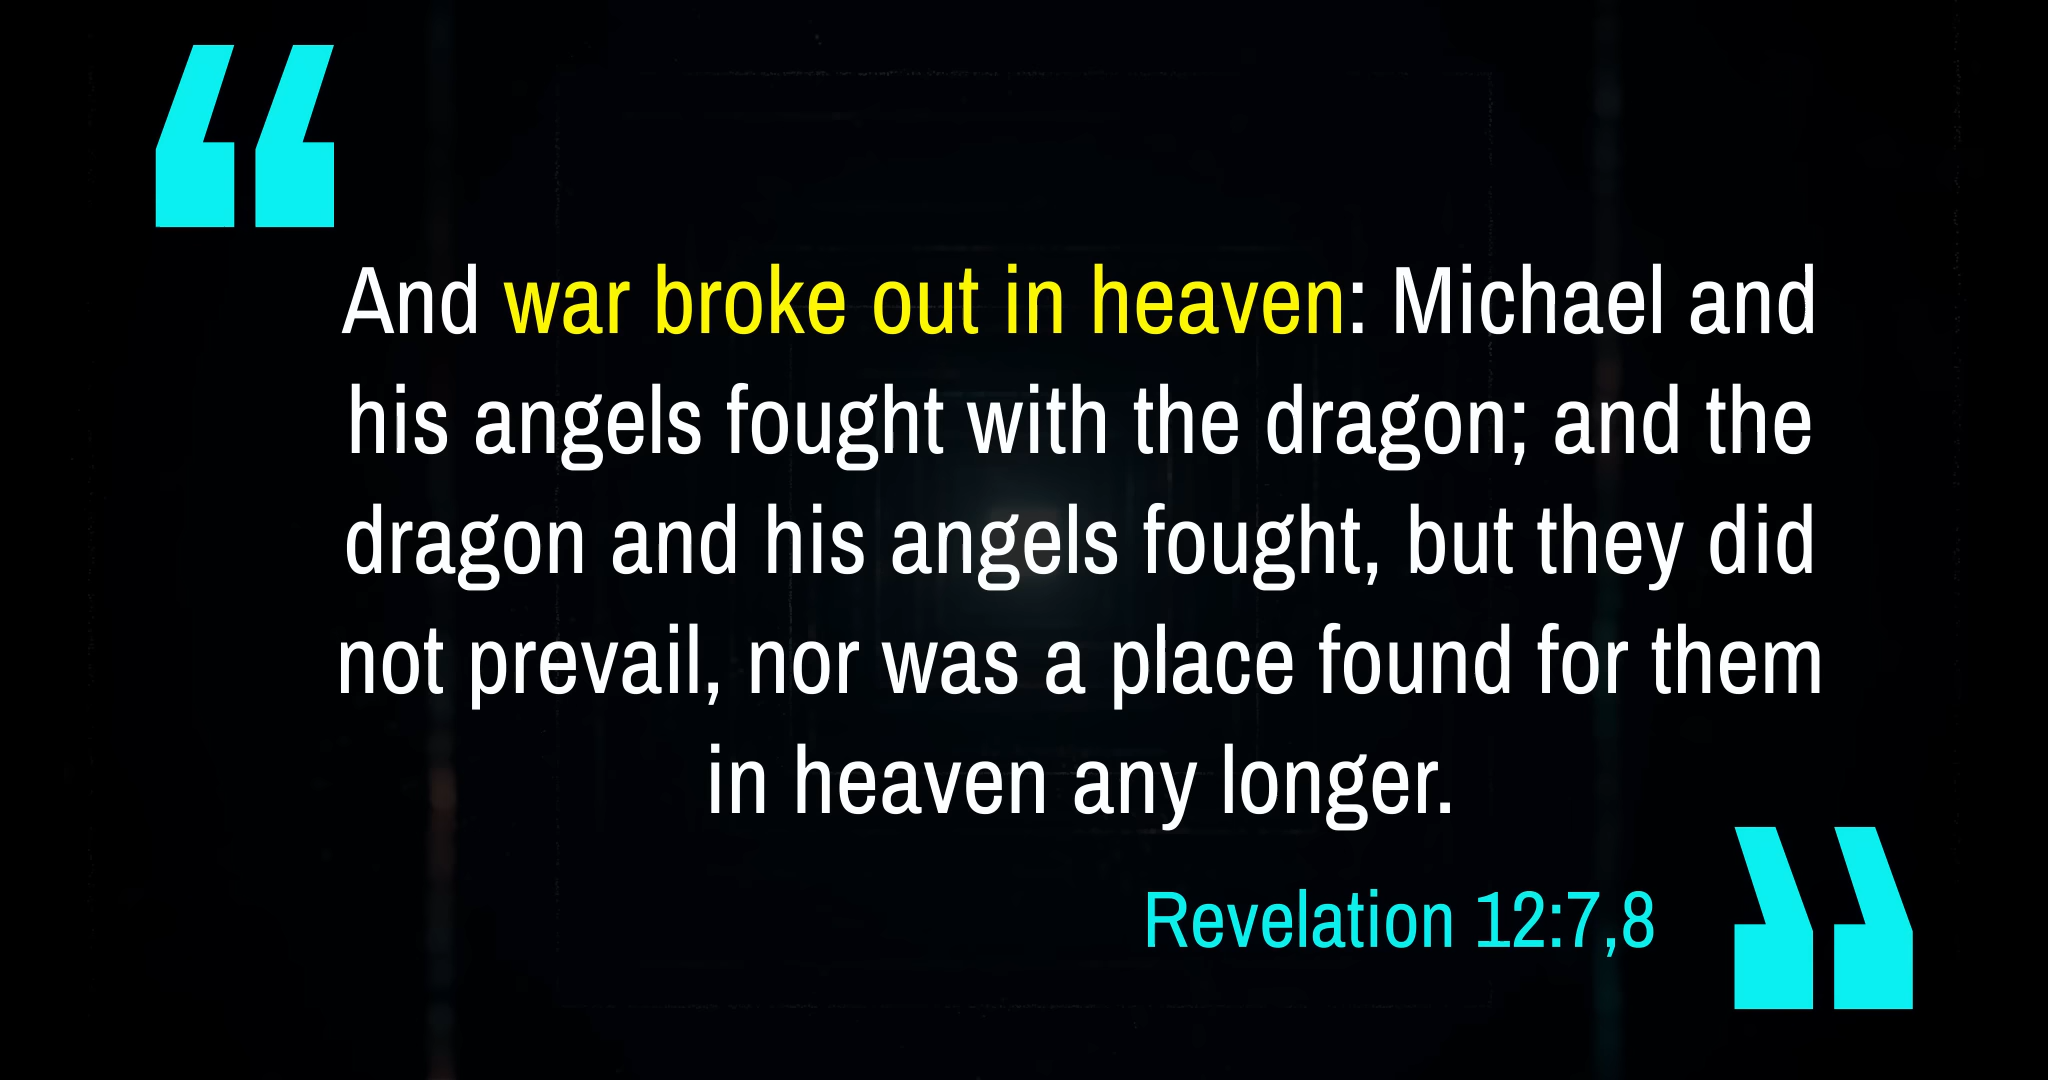 “
And war broke out in heaven: Michael and
his angels fought with the dragon; and the
dragon and his angels fought, but they did
not prevail, nor was a place found for them
in heaven any longer.
Revelation 12:7,8
”